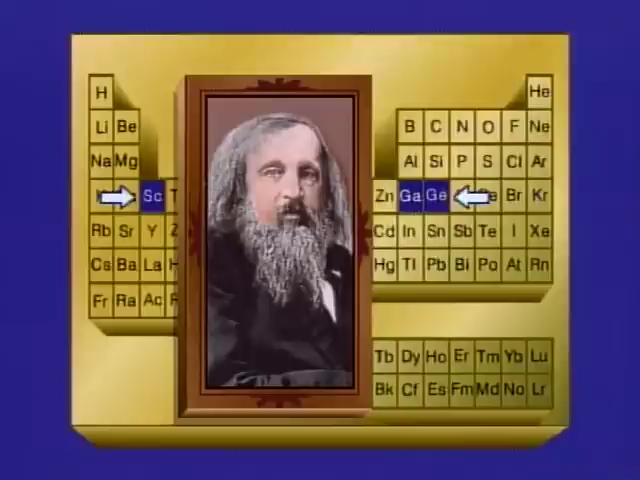 H He
Li Be B C N O F Ne
Na Mg Al Si P S Cl Ar
Sc Zn Ga Ge Br Kr
Rb Sr Y Cd In Sn Sb Te I Xe
Cs Ba La Hg Tl Pb Bi Po At Rn
Fr Ra Ac
Tb Dy Ho Er Tm Yb Lu
Bk Cf Es Fm Md No Lr